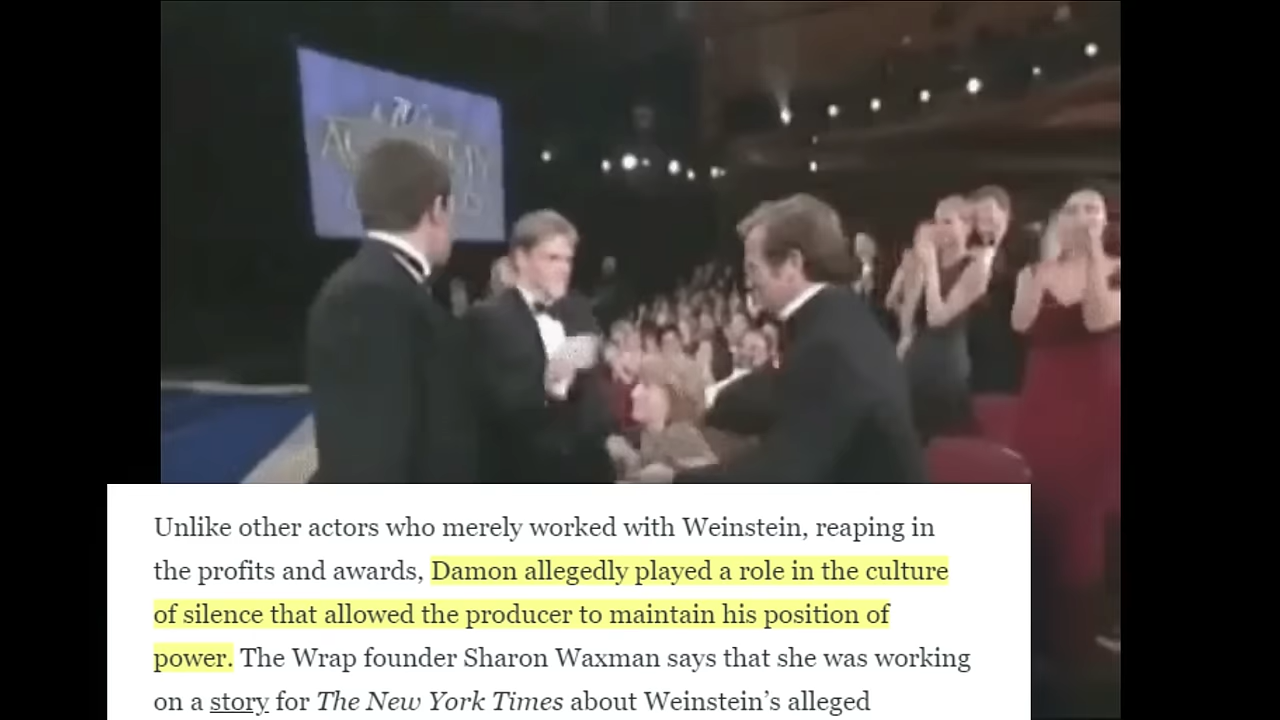 Unlike other actors who merely worked with Weinstein, reaping in
the profits and awards, Damon allegedly played a role in the culture
of silence that allowed the producer to maintain his position of
power. The Wrap founder Sharon Waxman says that she was working
on a story for The New York Times about Weinstein’s alleged